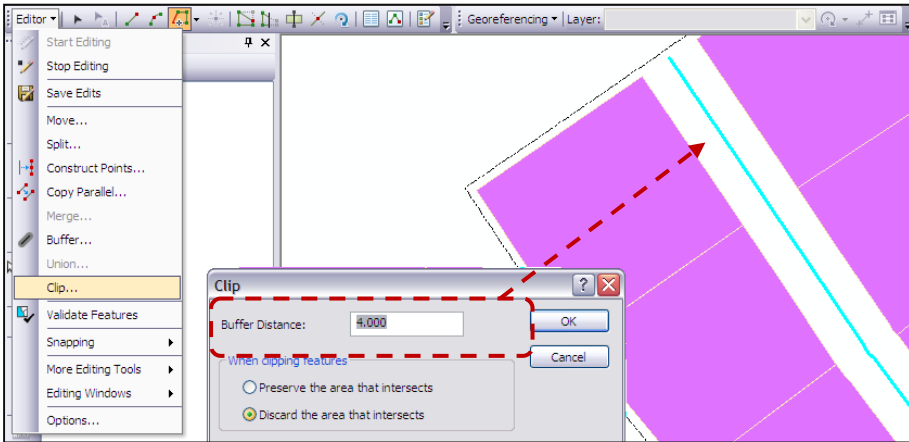 Editor
Georeferencing
Layer:
Start Editing
Stop Editing
Save Edits
Move...
Split...
Construct Points...
Copy Parallel...
Merge...
Buffer...
Union...
Clip...
Validate Features
Snapping
More Editing Tools
Editing Windows
Options...
Clip
Buffer Distance: 4.000
OK
When clipping features
Cancel
Preserve the area that intersects
Discard the area that intersects